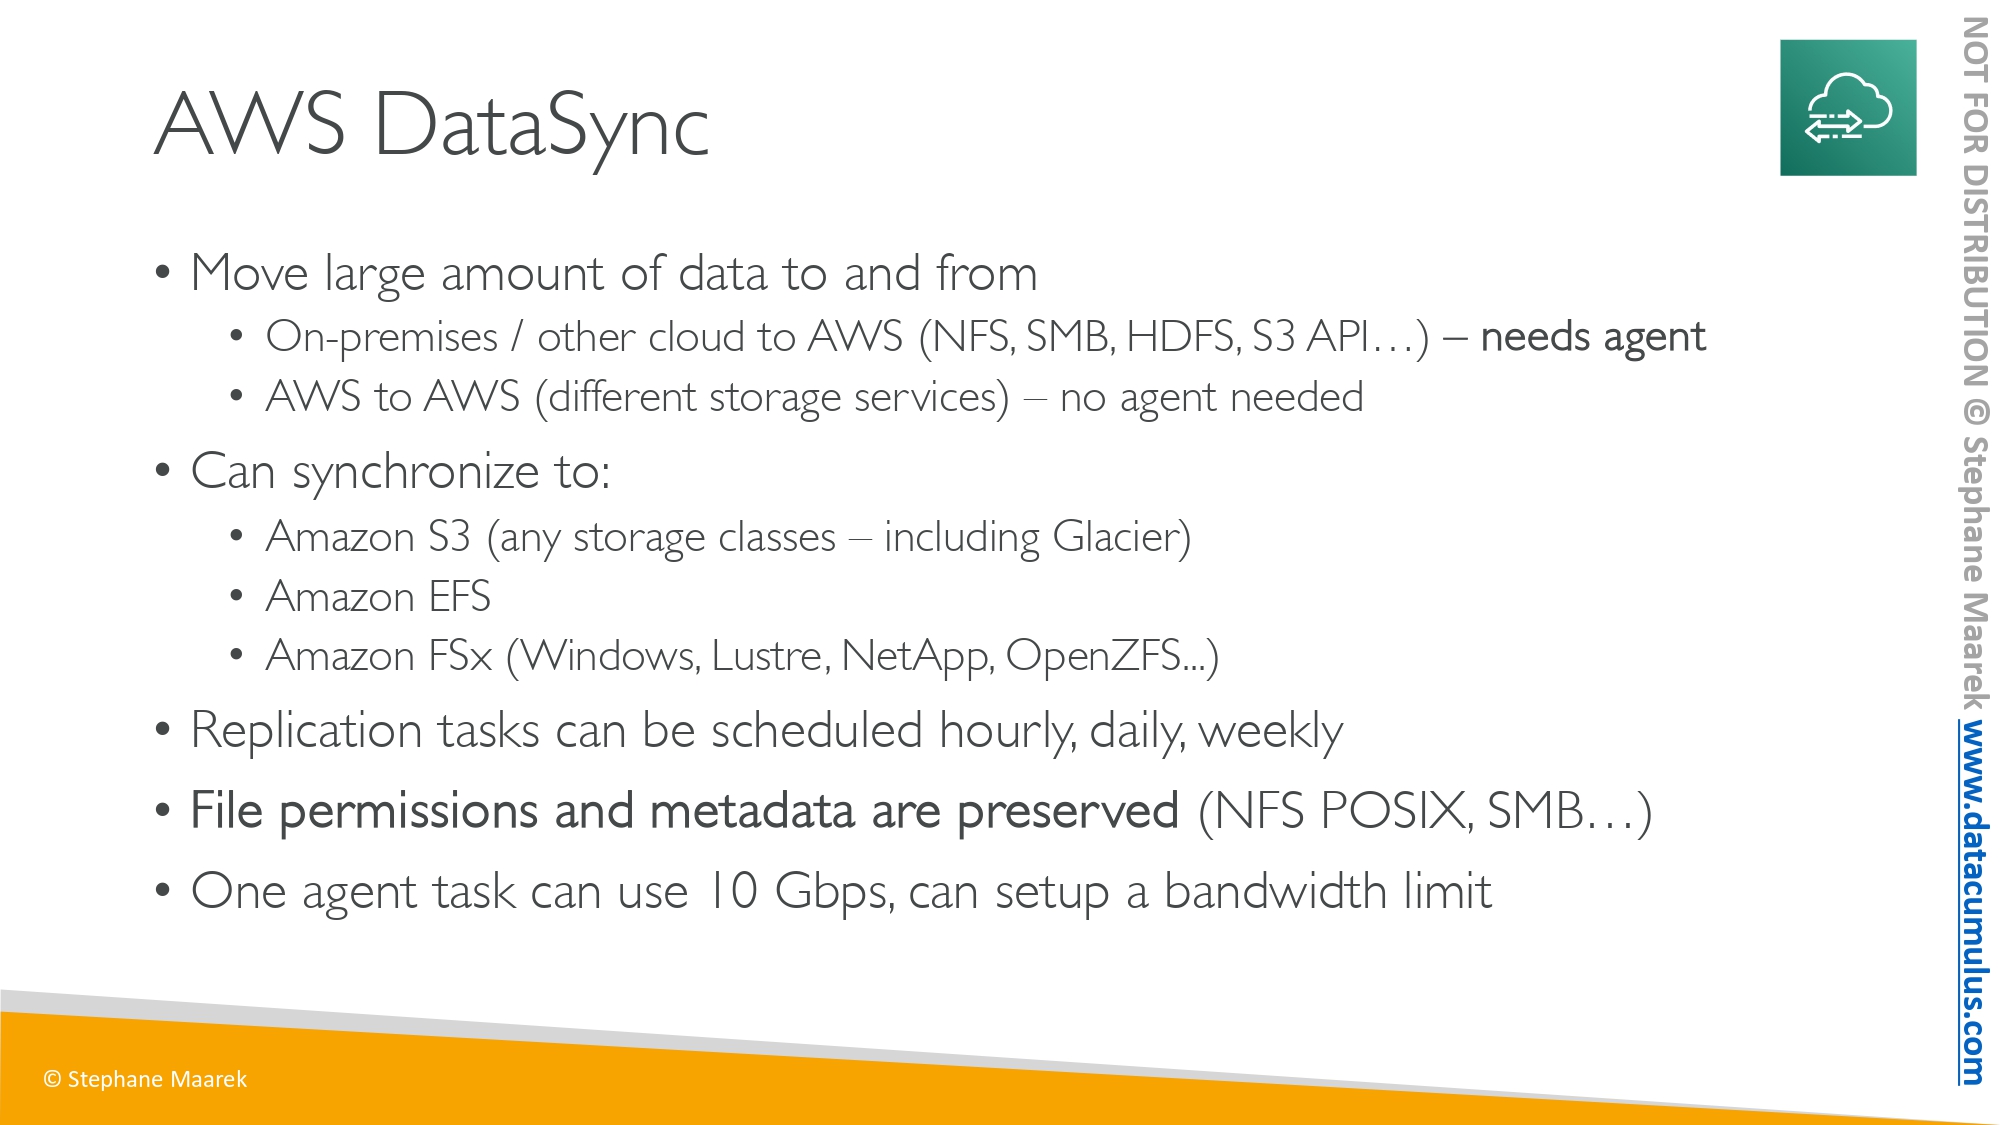 AWS DataSync
• Move large amount of data to and from
• On-premises / other cloud to AWS (NFS, SMB, HDFS, S3 API…) – needs agent
• AWS to AWS (different storage services) – no agent needed
• Can synchronize to:
• Amazon S3 (any storage classes – including Glacier)
• Amazon EFS
• Amazon FSx (Windows, Lustre, NetApp, OpenZFS...)
• Replication tasks can be scheduled hourly, daily, weekly
• File permissions and metadata are preserved (NFS POSIX, SMB…)
• One agent task can use 10 Gbps, can setup a bandwidth limit
© Stephane Maarek
NOT FOR DISTRIBUTION © Stephane Maarek www.datacumulus.com